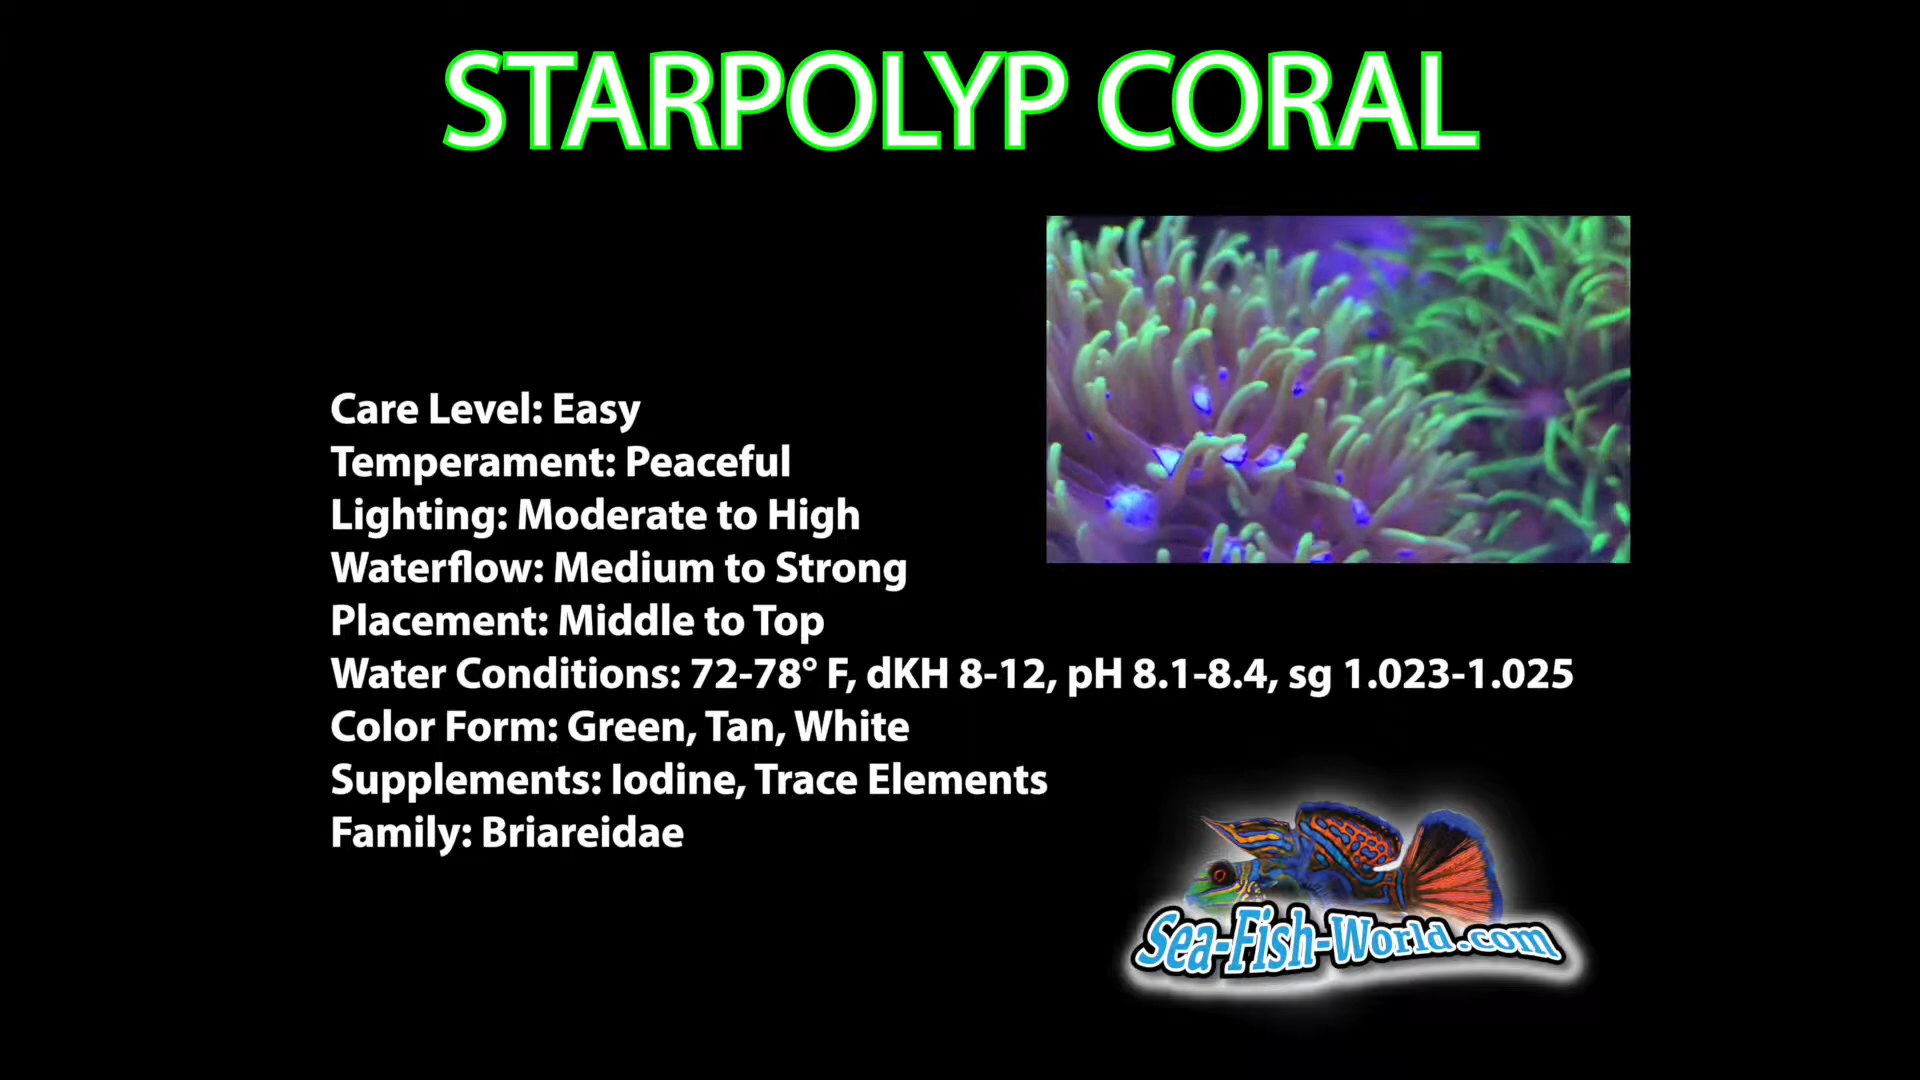 STARPOLYP CORAL
Care Level: Easy
Temperament: Peaceful
Lighting: Moderate to High
Waterflow: Medium to Strong
Placement: Middle to Top
Water Conditions: 72-78° F, dKH 8-12, pH 8.1-8.4, sg 1.023-1.025
Color Form: Green, Tan, White
Supplements: Iodine, Trace Elements
Family: Briareidae
Sea-Fish-World.com